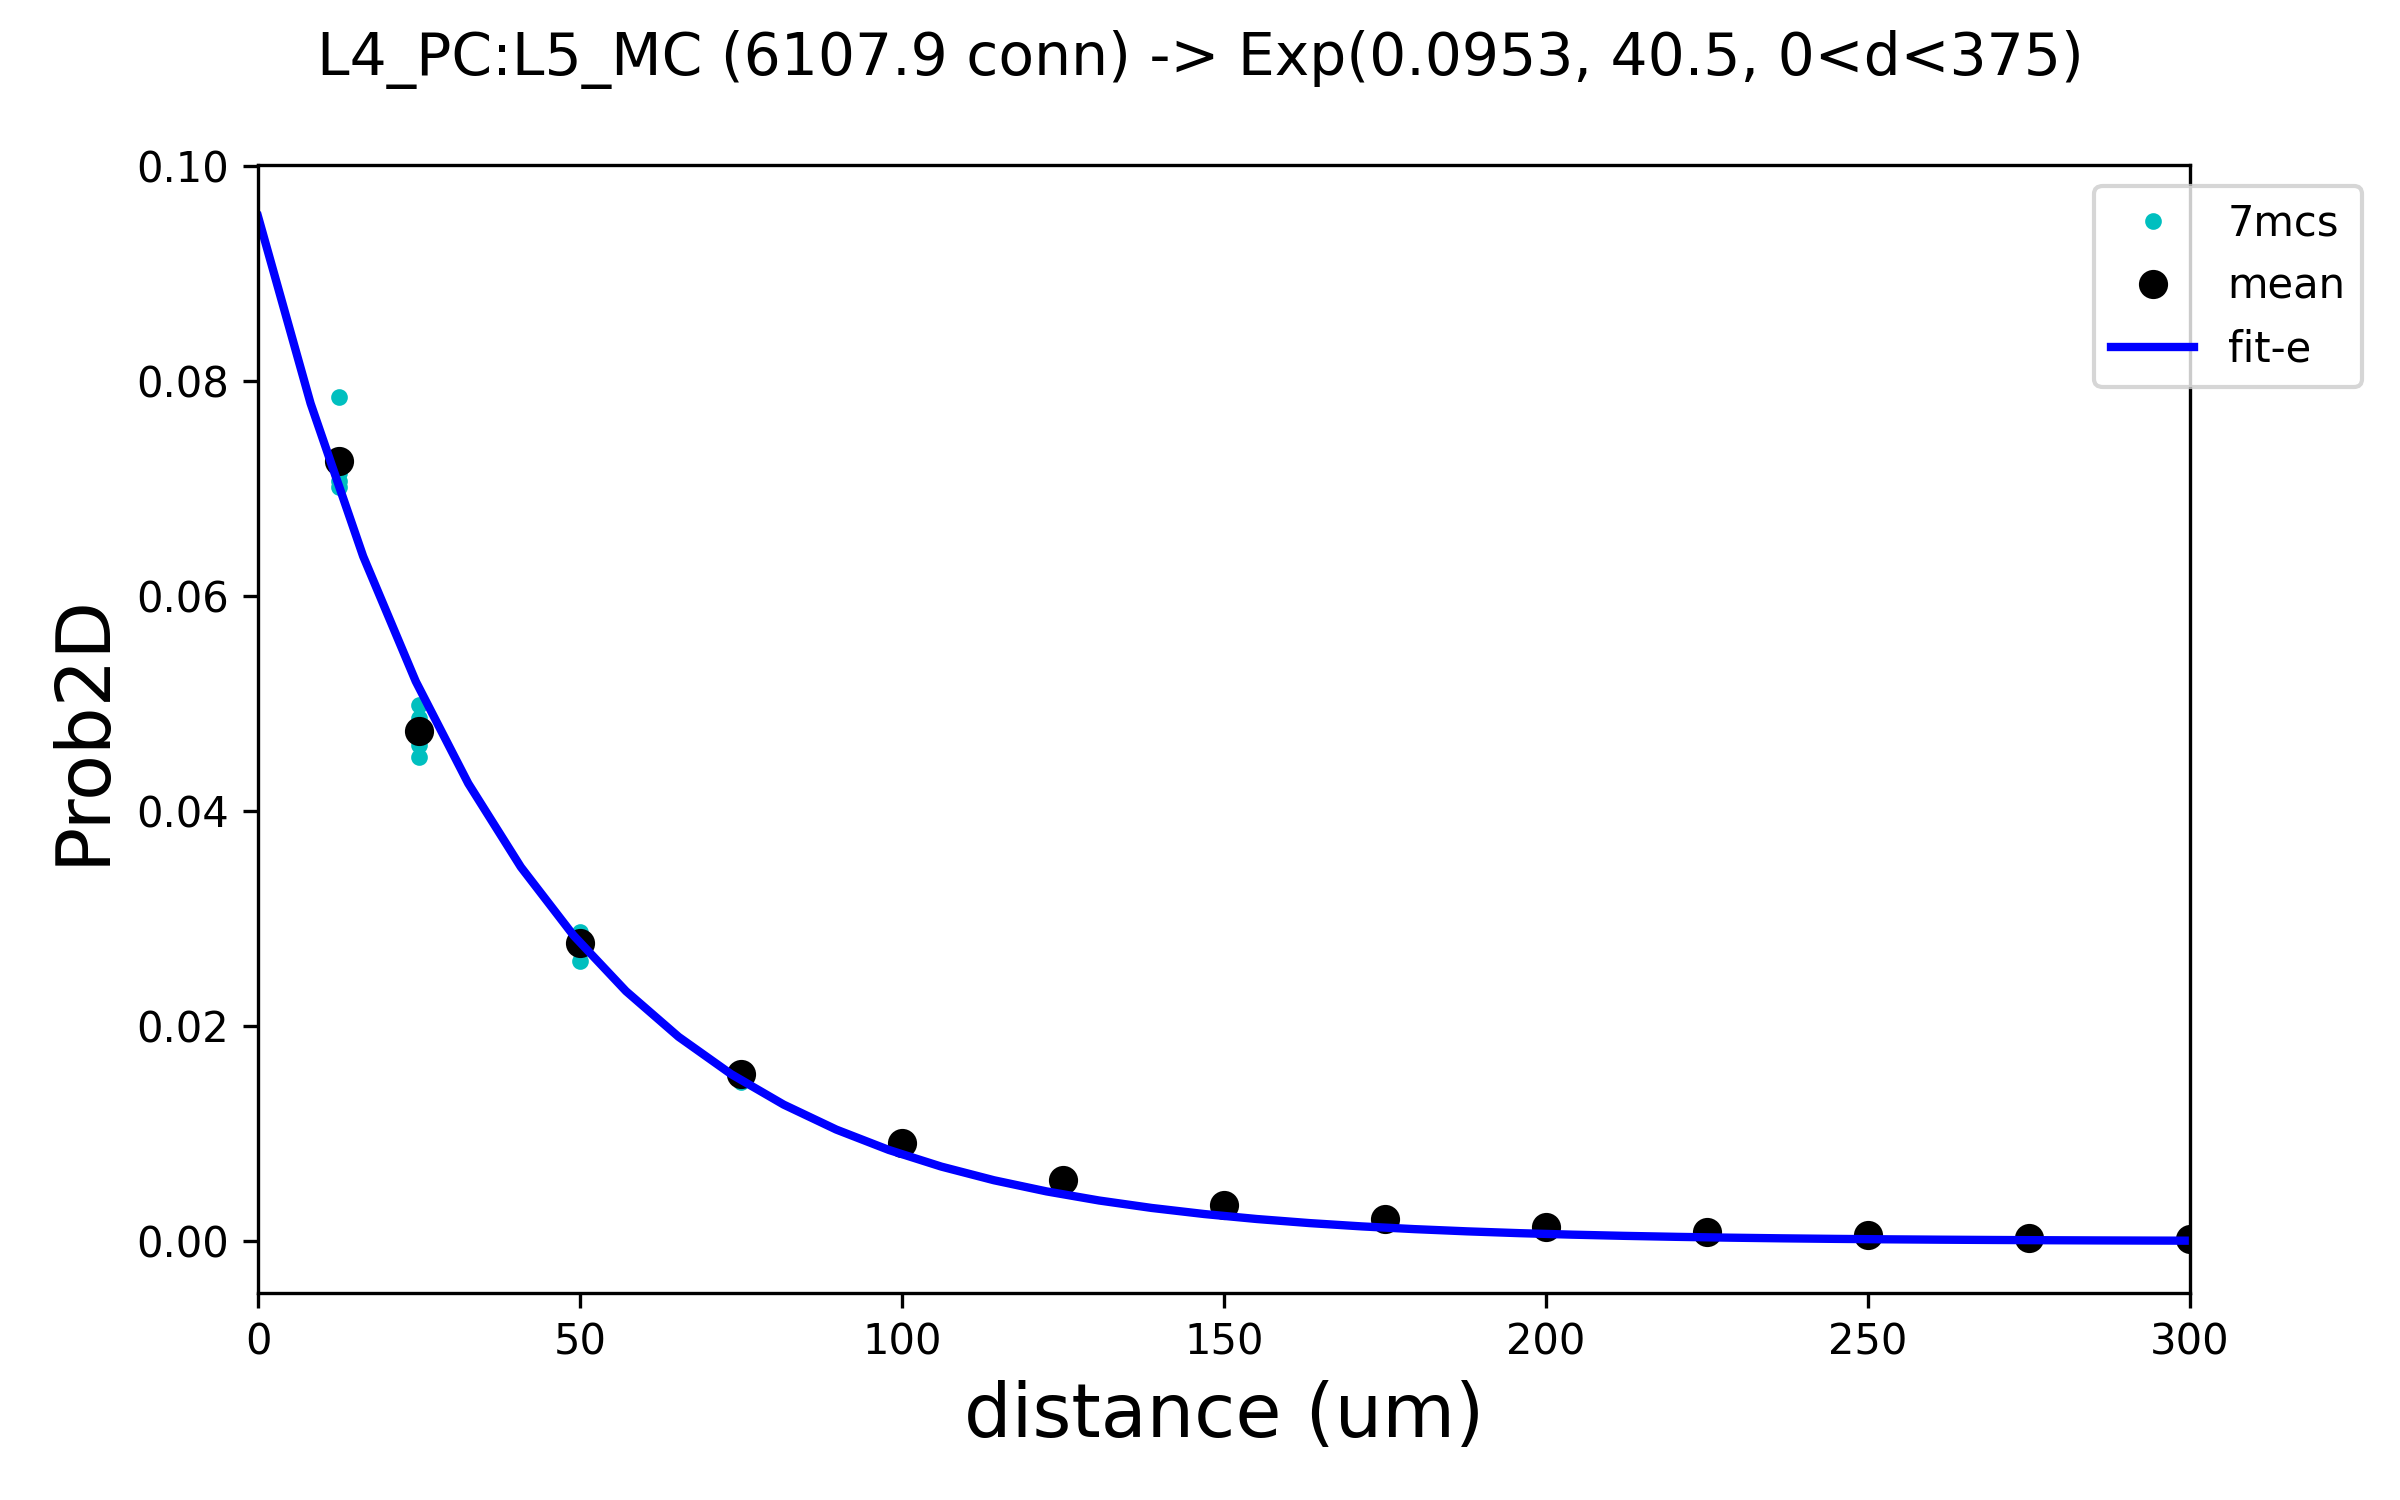 L4_PC:L5_MC (6107.9 conn) -> Exp(0.0953, 40.5, 0<d<375)
0.10
0.08
0.06
0.04
0.02
0.00
Prob2D
0 50 100 150 200 250 300
distance (um)
7mcs
mean
fit-e